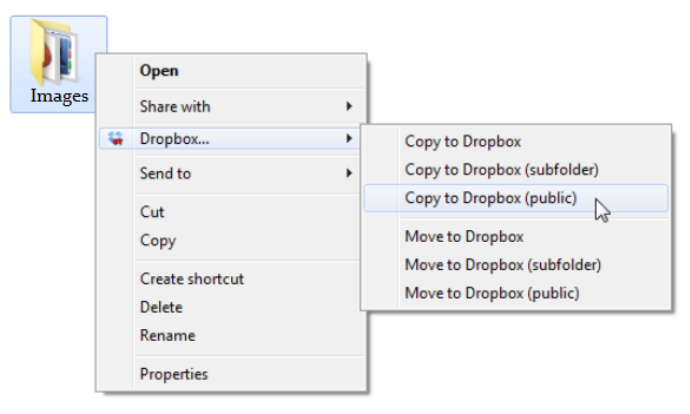 Images
Open
Share with
Dropbox...
Send to
Cut
Copy
Create shortcut
Delete
Rename
Properties
Copy to Dropbox
Copy to Dropbox (subfolder)
Copy to Dropbox (public)
Move to Dropbox
Move to Dropbox (subfolder)
Move to Dropbox (public)